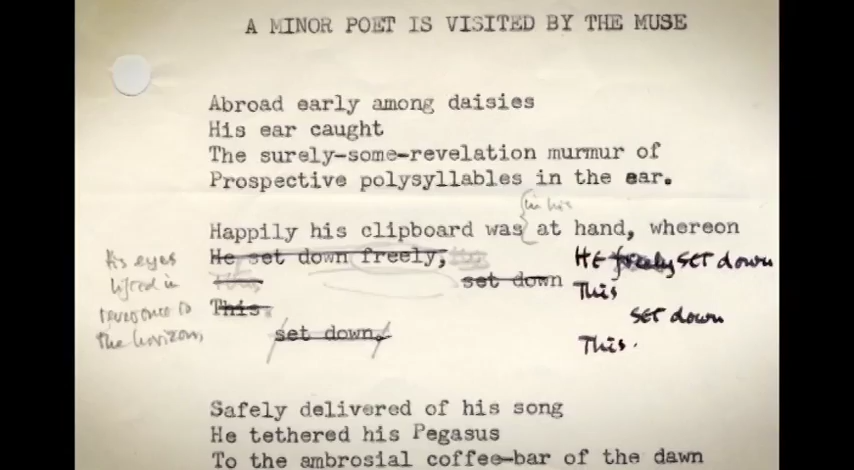 A MINOR POET IS VISITED BY THE MUSE
Abroad early among daisies
His ear caught
The surely-some-revelation murmur of
Prospective polysyllables in the ear.
in his
Happily his clipboard was at hand, whereon
He set down freely,
set down
This.
set down,
His eyes
lifted in
reverence to
the horizon,
HE freely SET down
THIS
SET down
THIS.
Safely delivered of his song
He tethered his Pegasus
To the ambrosial coffee-bar of the dawn